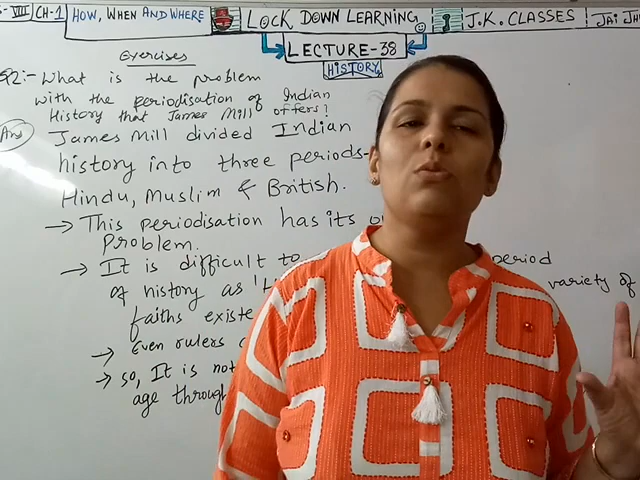 VIII CH-1 HOW, WHEN AND WHERE LOCK DOWN LEARNING J.K. CLASSES JAI
LECTURE-38
HISTORY
Exercises
Q2:- What is the problem
with the periodisation of Indian
History that James Mill offers?
Ans James Mill divided Indian
history into three periods-
Hindu, Muslim & British.
→ This periodisation has its
Problem.
→ It is difficult to period
of history as variety of
faiths
→ Even rulers
→ so, It is not
age through